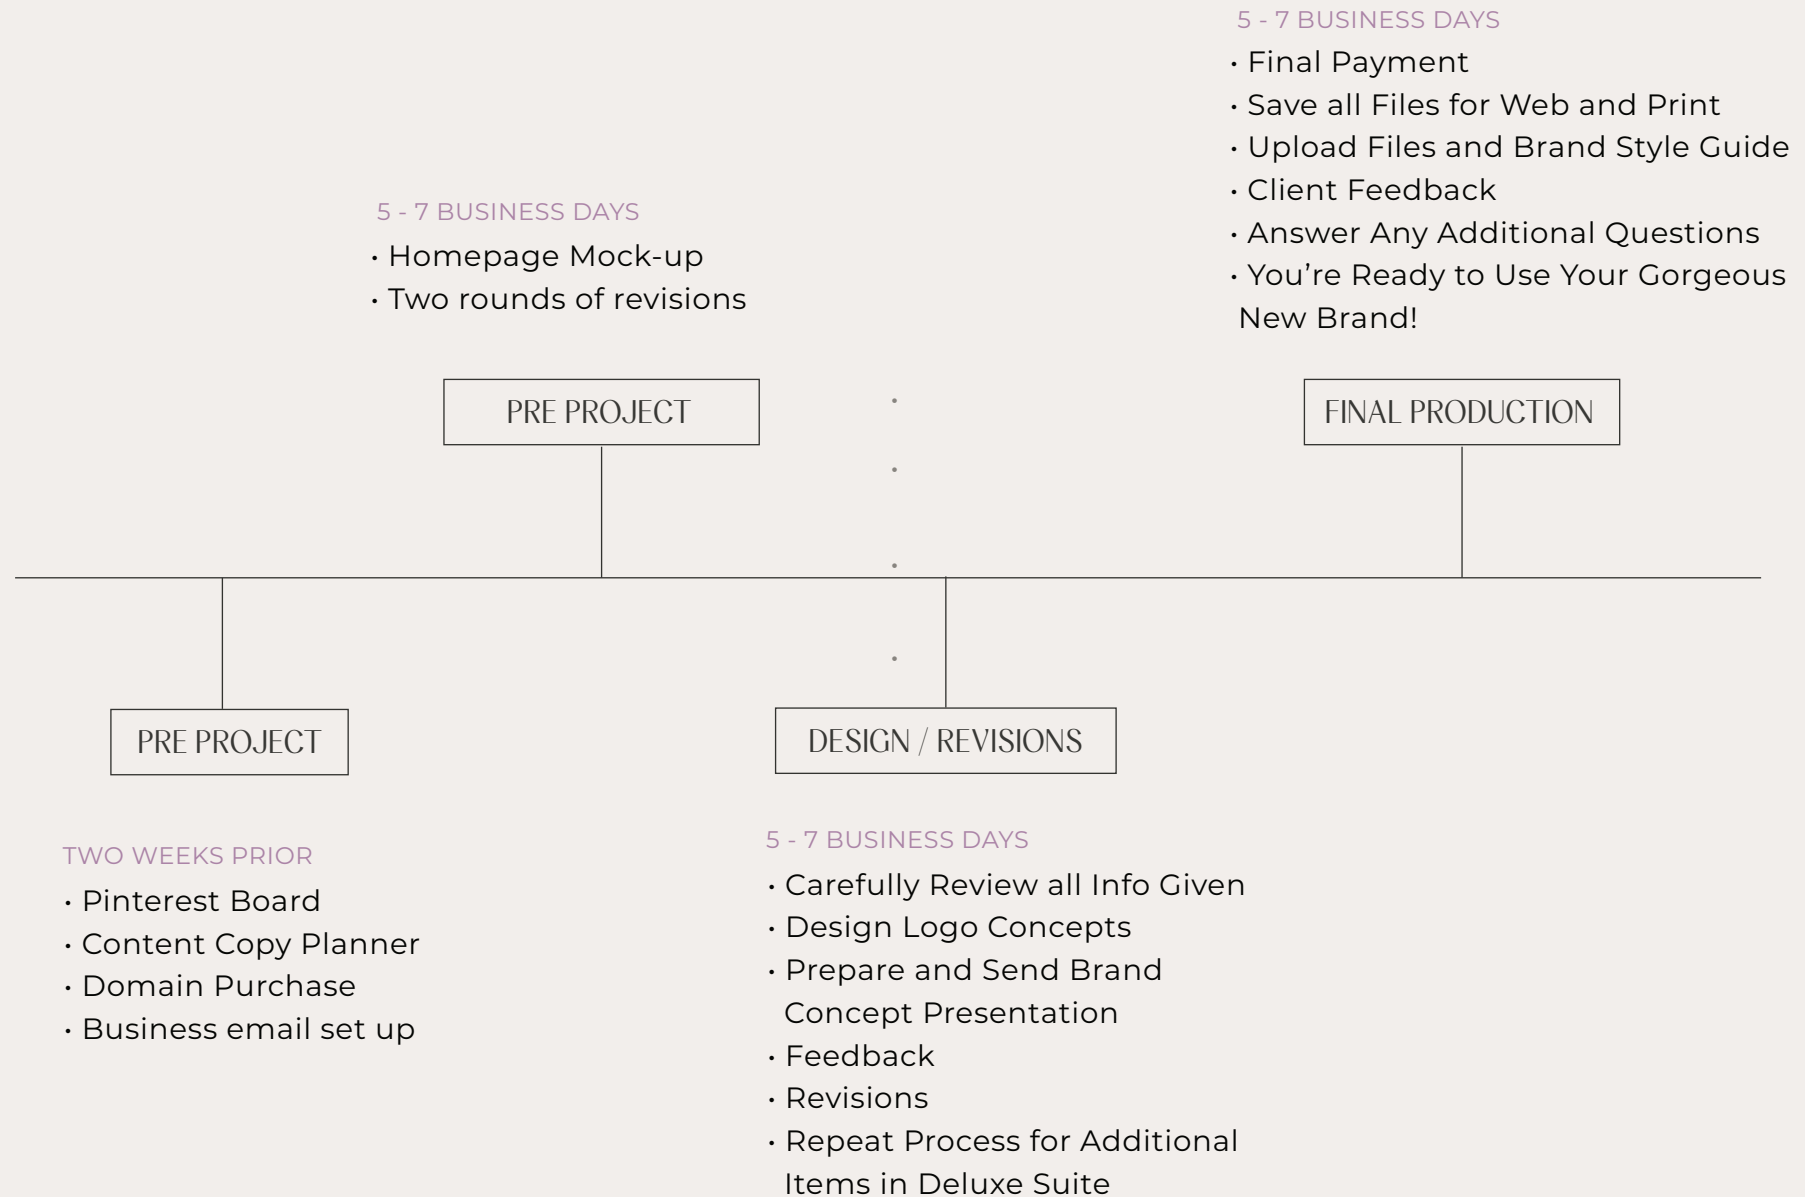 5 - 7 BUSINESS DAYS
• Final Payment
• Save all Files for Web and Print
• Upload Files and Brand Style Guide
• Client Feedback
• Answer Any Additional Questions
• You’re Ready to Use Your Gorgeous
New Brand!
5 - 7 BUSINESS DAYS
• Homepage Mock-up
• Two rounds of revisions
PRE PROJECT
FINAL PRODUCTION
PRE PROJECT
DESIGN / REVISIONS
TWO WEEKS PRIOR
• Pinterest Board
• Content Copy Planner
• Domain Purchase
• Business email set up
5 - 7 BUSINESS DAYS
• Carefully Review all Info Given
• Design Logo Concepts
• Prepare and Send Brand
Concept Presentation
• Feedback
• Revisions
• Repeat Process for Additional
Items in Deluxe Suite